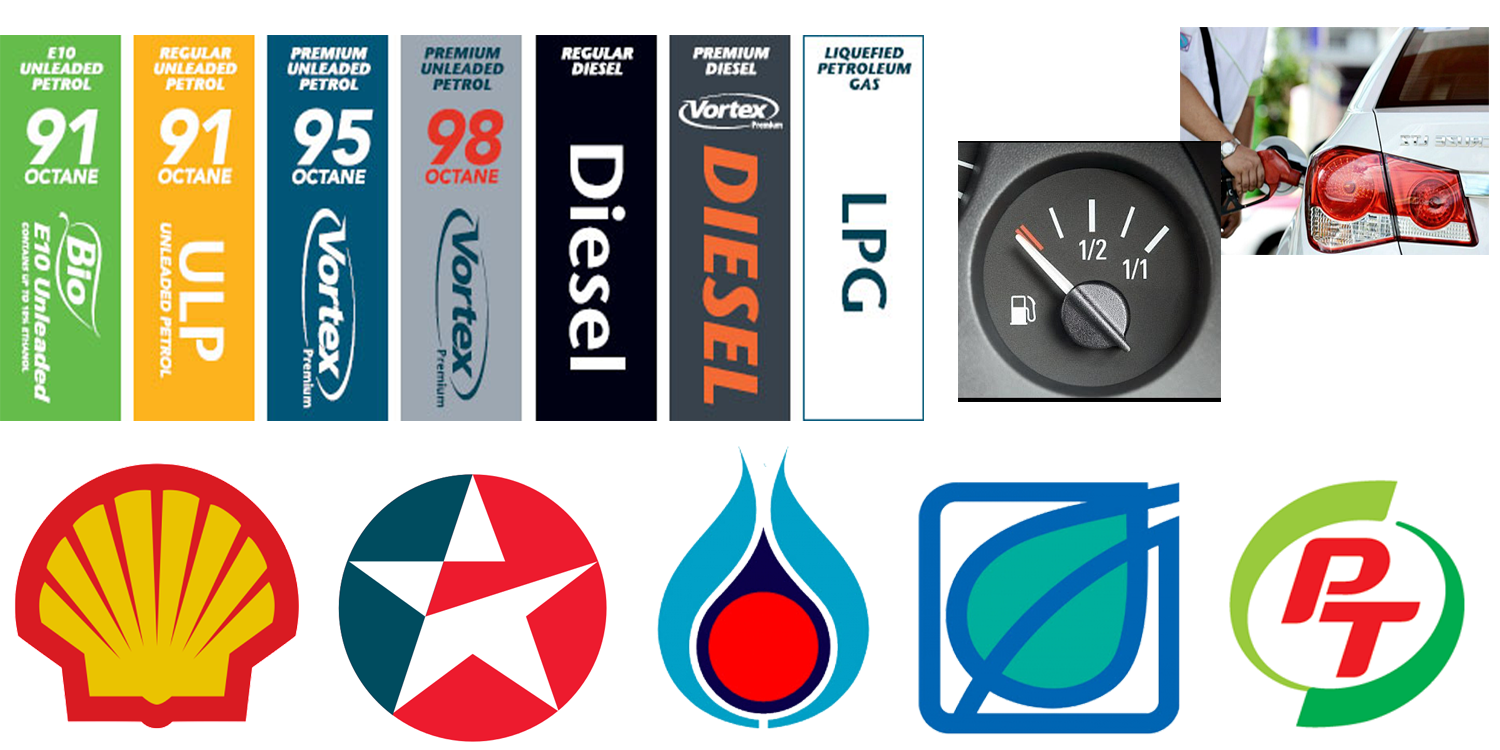 E10
UNLEADED
PETROL
91
OCTANE
Bio
E10 Unleaded
CONTAINS UP TO 10% ETHANOL
REGULAR
UNLEADED
PETROL
91
OCTANE
ULP
UNLEADED PETROL
PREMIUM
UNLEADED
PETROL
95
OCTANE
Vortex
Premium
PREMIUM
UNLEADED
PETROL
98
OCTANE
Vortex
Premium
REGULAR
DIESEL
Diesel
PREMIUM
DIESEL
Vortex
Premium
DIESEL
LIQUEFIED
PETROLEUM
GAS
LPG
1/2
1/1
PT